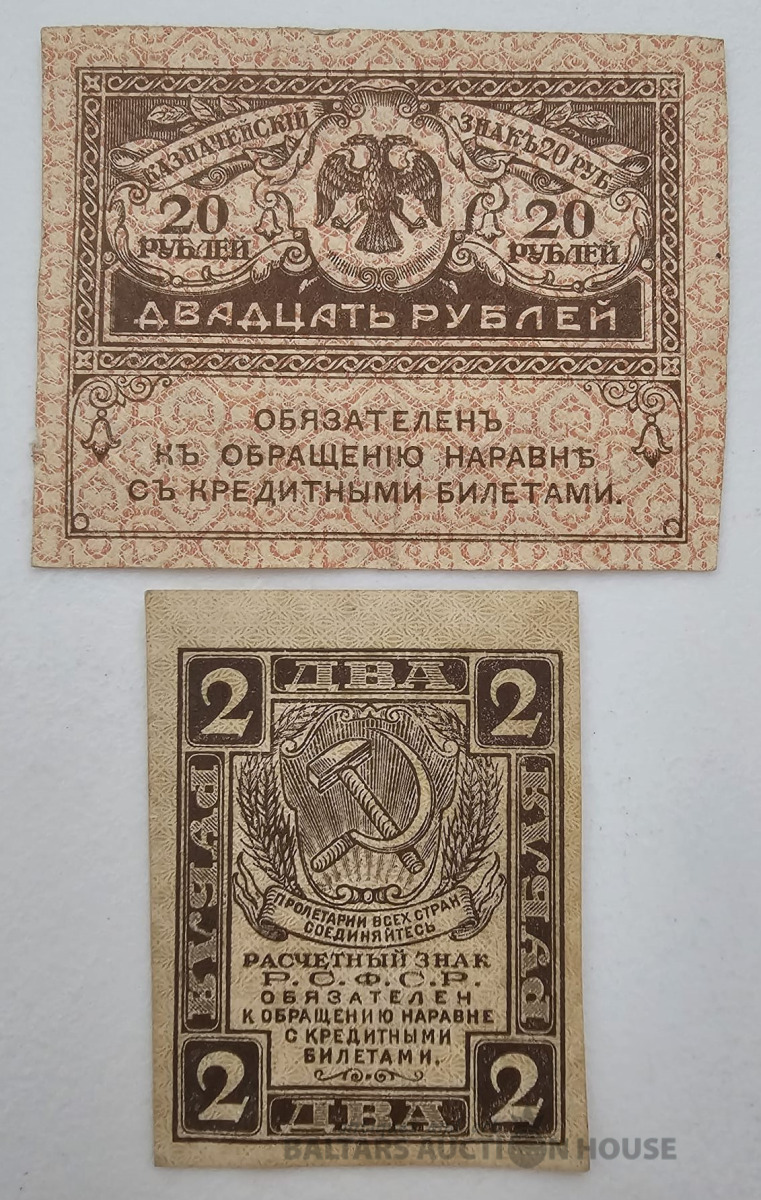 КАЗНАЧЕЙСКІЙ ЗНАКЪ 20 РУБ.
20 20
РУБЛЕЙ РУБЛЕЙ
ДВАДЦАТЬ РУБЛЕЙ
ОБЯЗАТЕЛЕНЪ
КЪ ОБРАЩЕНІЮ НАРАВНѢ
СЪ КРЕДИТНЫМИ БИЛЕТАМИ.
2 ДВА 2
РУБЛЯ
РУБЛЯ
ПРОЛЕТАРИИ ВСЕХ СТРАН
СОЕДИНЯЙТЕСЬ
РАСЧЕТНЫЙ ЗНАК
Р.С.Ф.С.Р.
ОБЯЗАТЕЛЕН
К ОБРАЩЕНИЮ НАРАВНЕ
С КРЕДИТНЫМИ
БИЛЕТАМИ.
2 ДВА 2
BALTARS AUCTION HOUSE